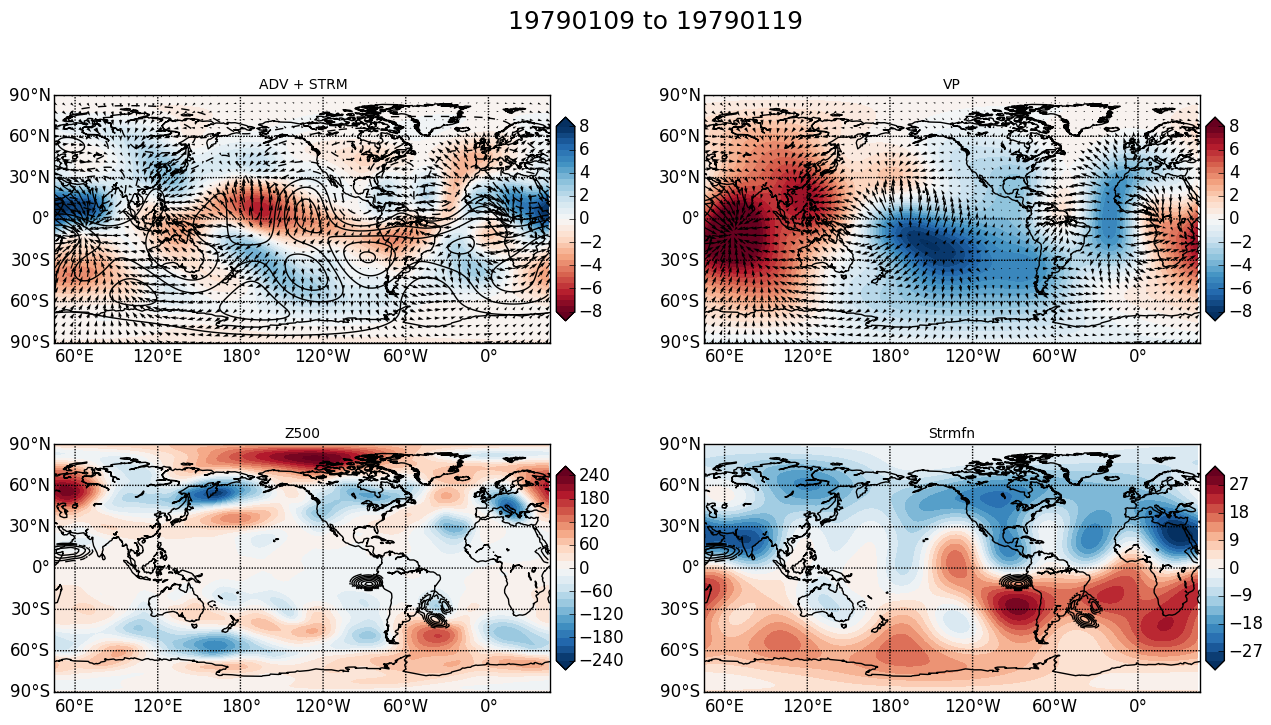 19790109 to 19790119
ADV + STRM
90°N
60°N
30°N
0°
30°S
60°S
90°S
60°E 120°E 180° 120°W 60°W 0°
8
6
4
2
0
−2
−4
−6
−8
VP
90°N
60°N
30°N
0°
30°S
60°S
90°S
60°E 120°E 180° 120°W 60°W 0°
8
6
4
2
0
−2
−4
−6
−8
Z500
90°N
60°N
30°N
0°
30°S
60°S
90°S
60°E 120°E 180° 120°W 60°W 0°
240
180
120
60
0
−60
−120
−180
−240
Strmfn
90°N
60°N
30°N
0°
30°S
60°S
90°S
60°E 120°E 180° 120°W 60°W 0°
27
18
9
0
−9
−18
−27